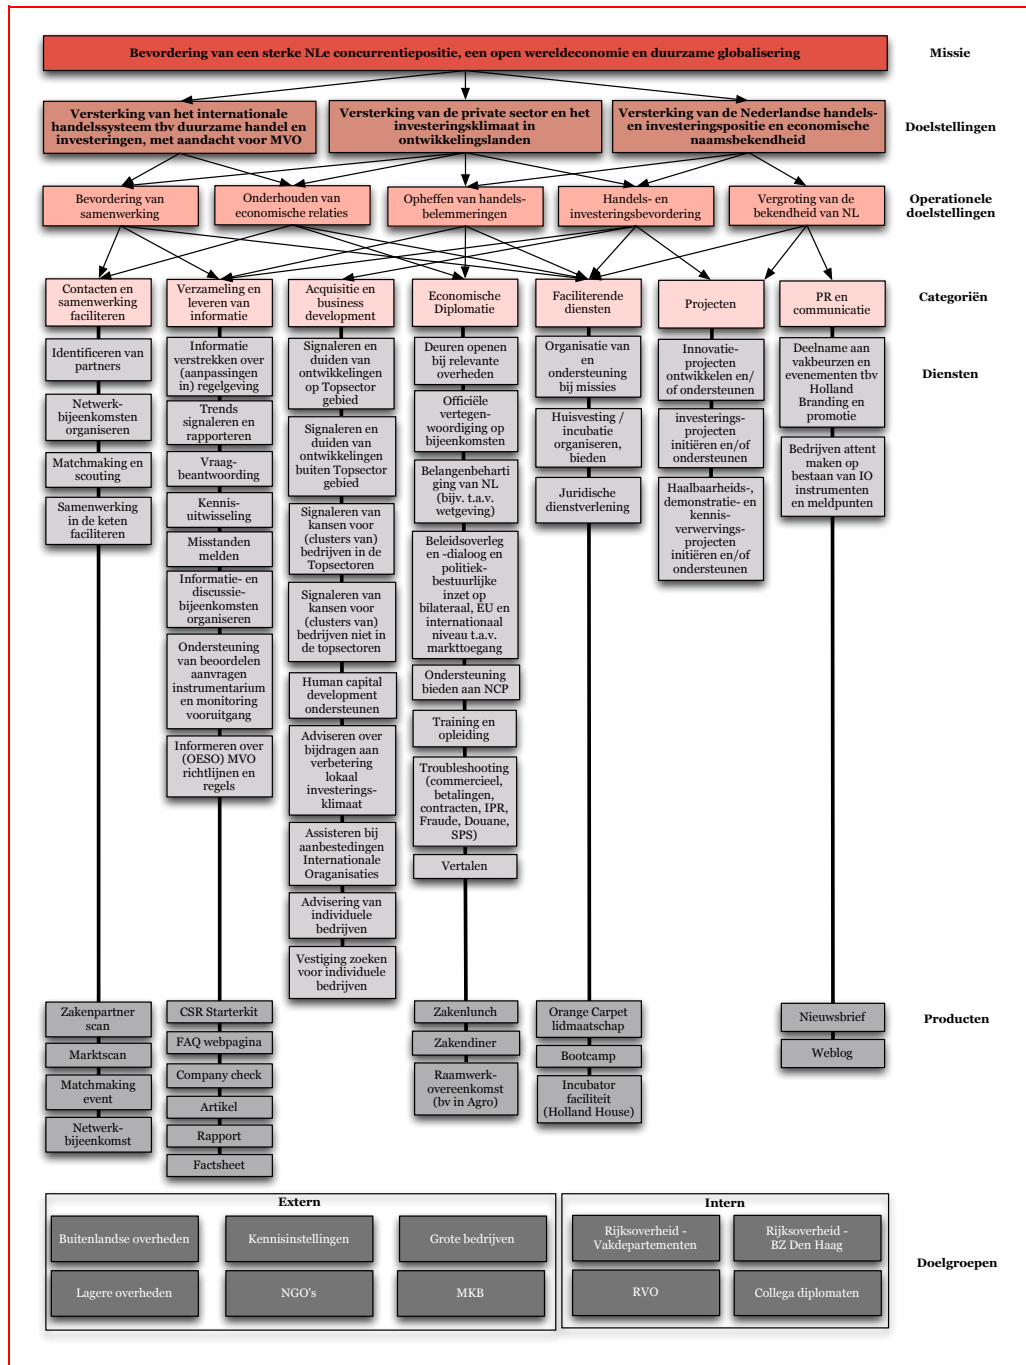 Bevordering van een sterke NLe concurrentiepositie, een open wereldeconomie en duurzame globalisering
Missie
Versterking van het internationale
handelssysteem tbv duurzame handel en
investeringen, met aandacht voor MVO
Versterking van de private sector en het
investeringsklimaat in
ontwikkelingslanden
Versterking van de Nederlandse handels-
en investeringspositie en economische
naamsbekendheid
Doelstellingen
Bevordering van
samenwerking
Onderhouden van
economische relaties
Opheffen van handels-
belemmeringen
Handels- en
investeringsbevordering
Vergroting van de
bekendheid van NL
Operationele
doelstellingen
Contacten en
samenwerking
faciliteren
Verzameling en
leveren van
informatie
Acquisitie en
business
development
Economische
Diplomatie
Faciliterende
diensten
Projecten
PR en
communicatie
Categoriën
Identificeren van
partners
Netwerk-
bijeenkomsten
organiseren
Matchmaking en
scouting
Samenwerking
in de keten
faciliteren
Informatie
verstrekken over
(aanpassingen
in) regelgeving
Trends
signaleren en
rapporteren
Vraag-
beantwoording
Kennis-
uitwisseling
Misstanden
melden
Informatie- en
discussie-
bijeenkomsten
organiseren
Ondersteuning
van beoordelen
aanvragen
instrumentarium
en monitoring
vooruitgang
Informeren over
(OESO) MVO
richtlijnen en
regels
Signaleren en
duiden van
ontwikkelingen
op Topsector
gebied
Signaleren en
duiden van
ontwikkelingen
buiten Topsector
gebied
Signaleren van
kansen voor
(clusters van)
bedrijven in de
Topsectoren
Signaleren van
kansen voor
(clusters van)
bedrijven niet in
de topsectoren
Human capital
development
ondersteunen
Adviseren over
bijdragen aan
verbetering
lokaal
investerings-
klimaat
Assisteren bij
aanbestedingen
Internationale
Oraganisaties
Advisering van
individuele
bedrijven
Vestiging zoeken
voor individuele
bedrijven
Deuren openen
bij relevante
overheden
Officiële
vertegen-
woordiging op
bijeenkomsten
Belangenbeharti
ging van NL
(bijv. t.a.v.
wetgeving)
Beleidsoverleg
en -dialoog en
politiek-
bestuurlijke
inzet op
bilateraal, EU en
internationaal
niveau t.a.v.
markttoegang
Ondersteuning
bieden aan NCP
Training en
opleiding
Troubleshooting
(commercieel,
betalingen,
contracten, IPR,
Fraude, Douane,
SPS)
Vertalen
Organisatie van
en
ondersteuning
bij missies
Huisvesting /
incubatie
organiseren,
bieden
Juridische
dienstverlening
Innovatie-
projecten
ontwikkelen en/
of ondersteunen
investerings-
projecten
initiëren en/of
ondersteunen
Haalbaarheids-,
demonstratie- en
kennis-
verwervings-
projecten
initiëren en/of
ondersteunen
Deelname aan
vakbeurzen en
evenementen tbv
Holland
Branding en
promotie
Bedrijven attent
maken op
bestaan van IO
instrumenten
en meldpunten
Diensten
Zakenpartner
scan
Marktscan
Matchmaking
event
Netwerk-
bijeenkomst
CSR Starterkit
FAQ webpagina
Company check
Artikel
Rapport
Factsheet
Zakenlunch
Zakendiner
Raamwerk-
overeenkomst
(bv in Agro)
Orange Carpet
lidmaatschap
Bootcamp
Incubator
faciliteit
(Holland House)
Nieuwsbrief
Weblog
Producten
Extern
Buitenlandse overheden
Kennisinstellingen
Grote bedrijven
Lagere overheden
NGO's
MKB
Intern
Rijksoverheid -
Vakdepartementen
Rijksoverheid -
BZ Den Haag
RVO
Collega diplomaten
Doelgroepen